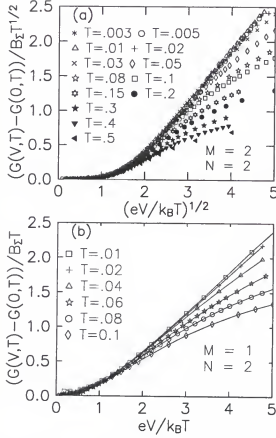 (a)
(G(V,T)−G(0,T))/B_ΣT^{1/2}
2.5
2.0
1.5
1.0
0.5
0.0
∗ T=.003 ○ T=.005
□ T=.01 + T=.02
× T=.03 ◇ T=.05
✩ T=.08 □ T=.1
✡ T=.15 ● T=.2
★ T=.3
▼ T=.4
◀ T=.5
M = 2
N = 2
0 1 2 3 4 5
(eV/k_BT)^{1/2}
(b)
(G(V,T)−G(0,T))/B_ΣT
2.5
2.0
1.5
1.0
0.5
0.0
□ T=.01
+ T=.02
△ T=.04
✩ T=.06
○ T=.08
◇ T=0.1
M = 1
N = 2
0 1 2 3 4 5
eV/k_BT